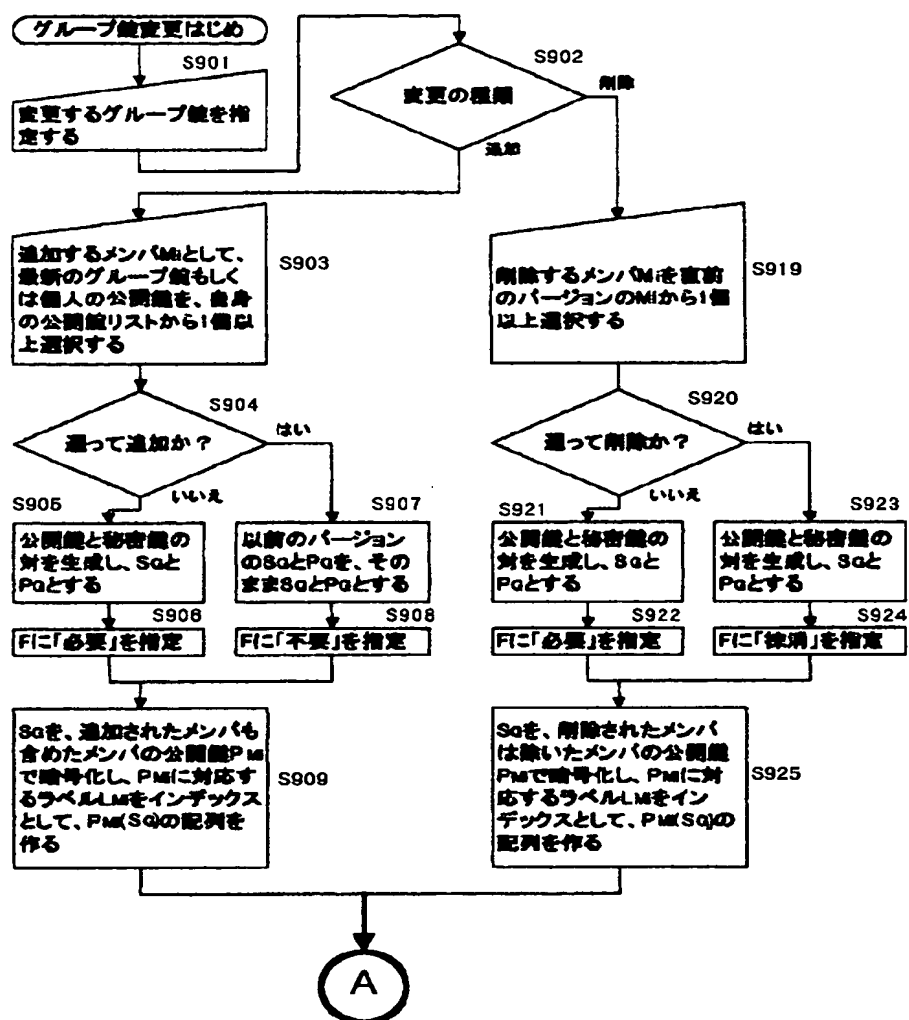 グループ鍵変更はじめ
S901
変更するグループ鍵を指
定する
S902
変更の種類
削除
追加
追加するメンバMiとして、
最新のグループ鍵もしく
は個人の公開鍵を、自身
の公開鍵リストから1個以
上選択する
S903
削除するメンバMiを直前
のバージョンのMiから1個
以上選択する
S919
S904
遡って追加か?
はい
いいえ
S920
遡って削除か?
はい
いいえ
S905
公開鍵と秘密鍵の
対を生成し、SGと
PGとする
S907
以前のバージョン
のSGとPGを、その
ままSGとPGとする
S921
公開鍵と秘密鍵の
対を生成し、SGと
PGとする
S923
公開鍵と秘密鍵の
対を生成し、SGと
PGとする
S906
Fに「必要」を指定
S908
Fに「不要」を指定
S922
Fに「必要」を指定
S924
Fに「抹消」を指定
SGを、追加されたメンバも
含めたメンバの公開鍵PMi
で暗号化し、PMiに対応す
るラベルLMiをインデックス
として、PMi(SG)の配列を
作る
S909
SGを、削除されたメンバ
は除いたメンバの公開鍵
PMiで暗号化し、PMiに対
応するラベルLMiをイン
デックスとして、PMi(SG)の
配列を作る
S925
A